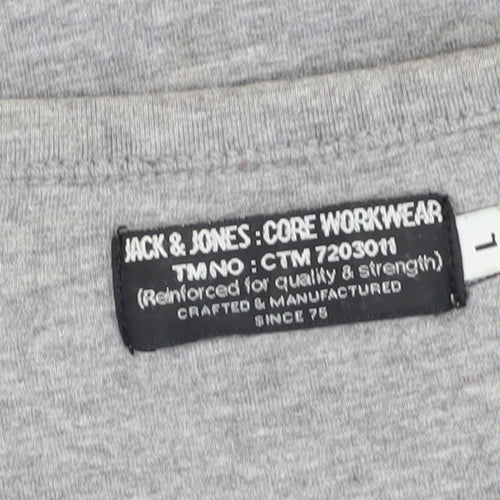 JACK & JONES : CORE WORKWEAR
TM NO : CTM 7203011
(Reinforced for quality & strength)
CRAFTED & MANUFACTURED
SINCE 75
L